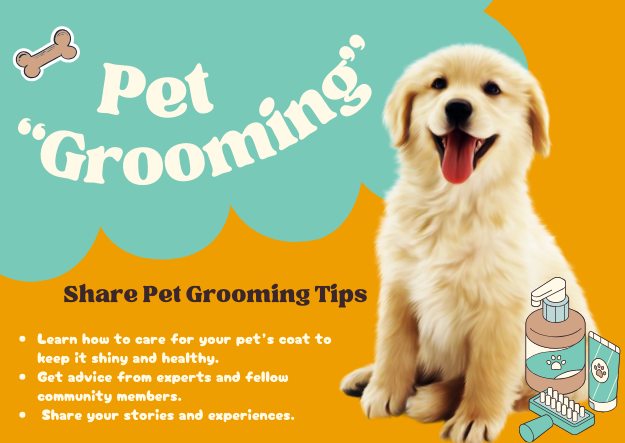 Pet
“Grooming”
Share Pet Grooming Tips
• Learn how to care for your pet's coat to
keep it shiny and healthy.
• Get advice from experts and fellow
community members.
• Share your stories and experiences.